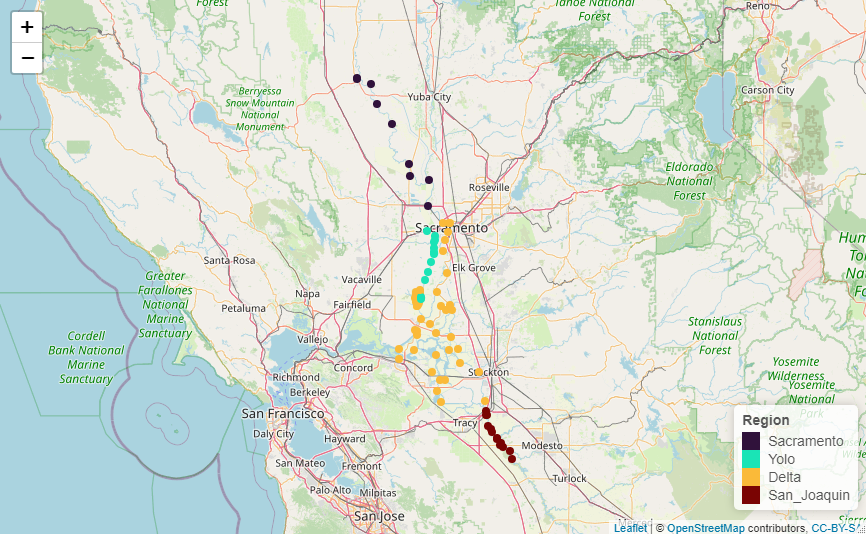 +
−
Forest
Tahoe National
Forest
Reno
Berryessa
Snow Mountain
National
Monument
Yuba City
Carson City
Roseville
Eldorado
National
Forest
Sacramento
Santa Rosa
Elk Grove
Greater
Farallones
National
Marine
Sanctuary
Vacaville
Napa
Fairfield
Petaluma
Cordell
Bank National
Marine
Sanctuary
Vallejo
Stanislaus
National
Forest
Concord
Stockton
Richmond
Berkeley
Yosemite
Wilderness
Yosemite
National
Park
San Francisco
Daly City
Hayward
Tracy
Modesto
San Mateo
Fremont
Turlock
Palo Alto
Milpitas
San Jose
Region
Sacramento
Yolo
Delta
San_Joaquin
Leaflet | © OpenStreetMap contributors, CC-BY-SA